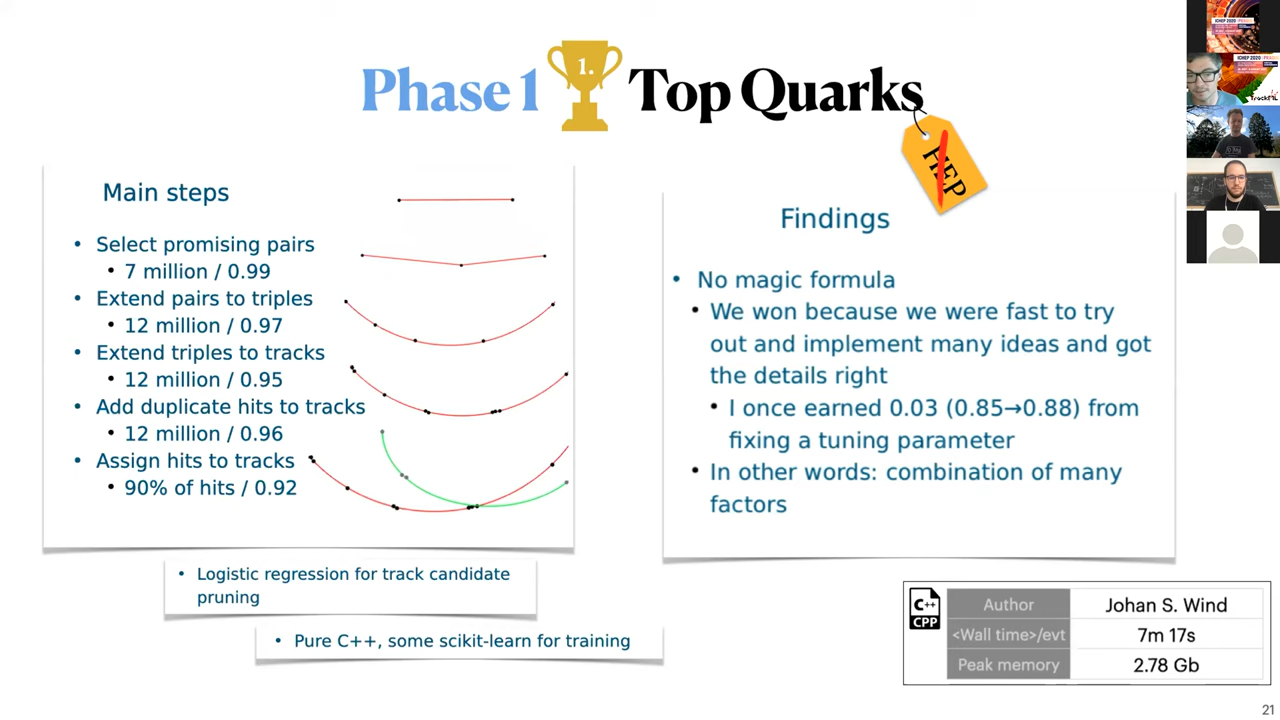 Phase 1 1. Top Quarks
HEP
Main steps
• Select promising pairs
• 7 million / 0.99
• Extend pairs to triples
• 12 million / 0.97
• Extend triples to tracks
• 12 million / 0.95
• Add duplicate hits to tracks
• 12 million / 0.96
• Assign hits to tracks
• 90% of hits / 0.92
• Logistic regression for track candidate
pruning
• Pure C++, some scikit-learn for training
Findings
• No magic formula
• We won because we were fast to try
out and implement many ideas and got
the details right
• I once earned 0.03 (0.85→0.88) from
fixing a tuning parameter
• In other words: combination of many
factors
C++
CPP
Author Johan S. Wind
<Wall time>/evt 7m 17s
Peak memory 2.78 Gb
21
ICHEP 2020
ICHEP 2020